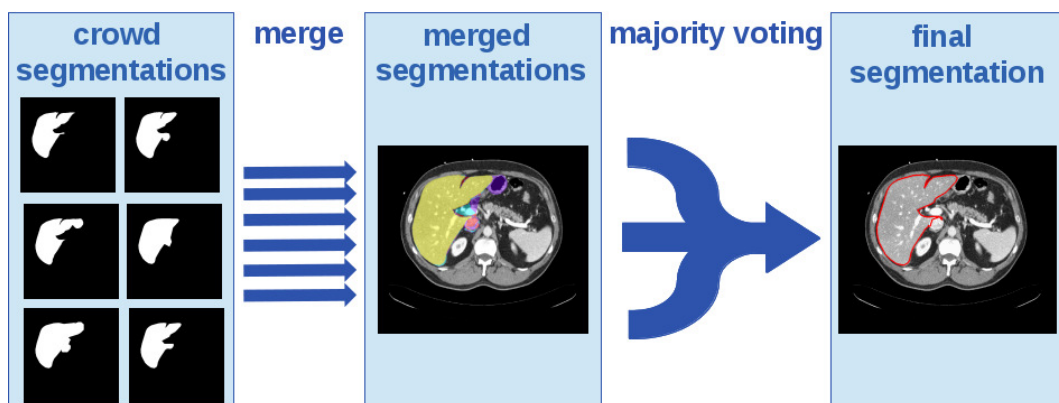 crowd
segmentations
merge
merged
segmentations
majority voting
final
segmentation